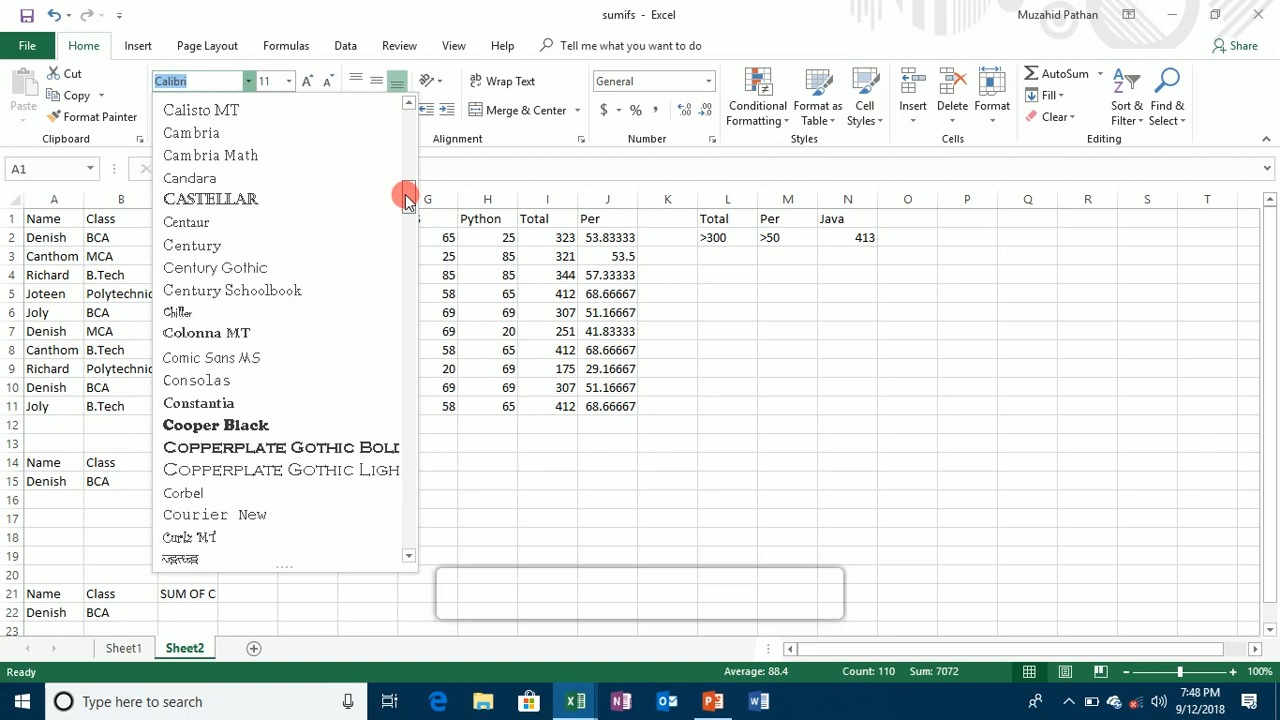 sumifs - Excel
Muzahid Pathan
File Home Insert Page Layout Formulas Data Review View Help Tell me what you want to do Share
Paste
Cut
Copy
Format Painter
Clipboard
Calibri 11
Wrap Text
Merge & Center
Alignment
General
$ % ,
Number
Conditional Formatting
Format as Table
Cell Styles
Styles
Insert Delete Format
Cells
AutoSum
Fill
Clear
Sort & Filter
Find & Select
Editing
A1
Calisto MT
Cambria
Cambria Math
Candara
CASTELLAR
Centaur
Century
Century Gothic
Century Schoolbook
Chiller
Colonna MT
Comic Sans MS
Consolas
Constantia
Cooper Black
Copperplate Gothic Bold
Copperplate Gothic Ligh
Corbel
Courier New
Curlz MT
A B G H I J K L M N O P Q R S T
1 Name Class Python Total Per Total Per Java
2 Denish BCA 65 25 323 53.83333 >300 >50 413
3 Canthom MCA 25 85 321 53.5
4 Richard B.Tech 85 85 344 57.33333
5 Joteen Polytechnic 58 65 412 68.66667
6 Joly BCA 69 69 307 51.16667
7 Denish MCA 69 20 251 41.83333
8 Canthom B.Tech 58 65 412 68.66667
9 Richard Polytechnic 20 69 175 29.16667
10 Denish BCA 69 69 307 51.16667
11 Joly B.Tech 58 65 412 68.66667
12
13
14 Name Class
15 Denish BCA
16
17
18
19
20
21 Name Class SUM OF C
22 Denish BCA
23
Sheet1 Sheet2
Ready Average: 88.4 Count: 110 Sum: 7072 100%
Type here to search
7:48 PM
9/12/2018